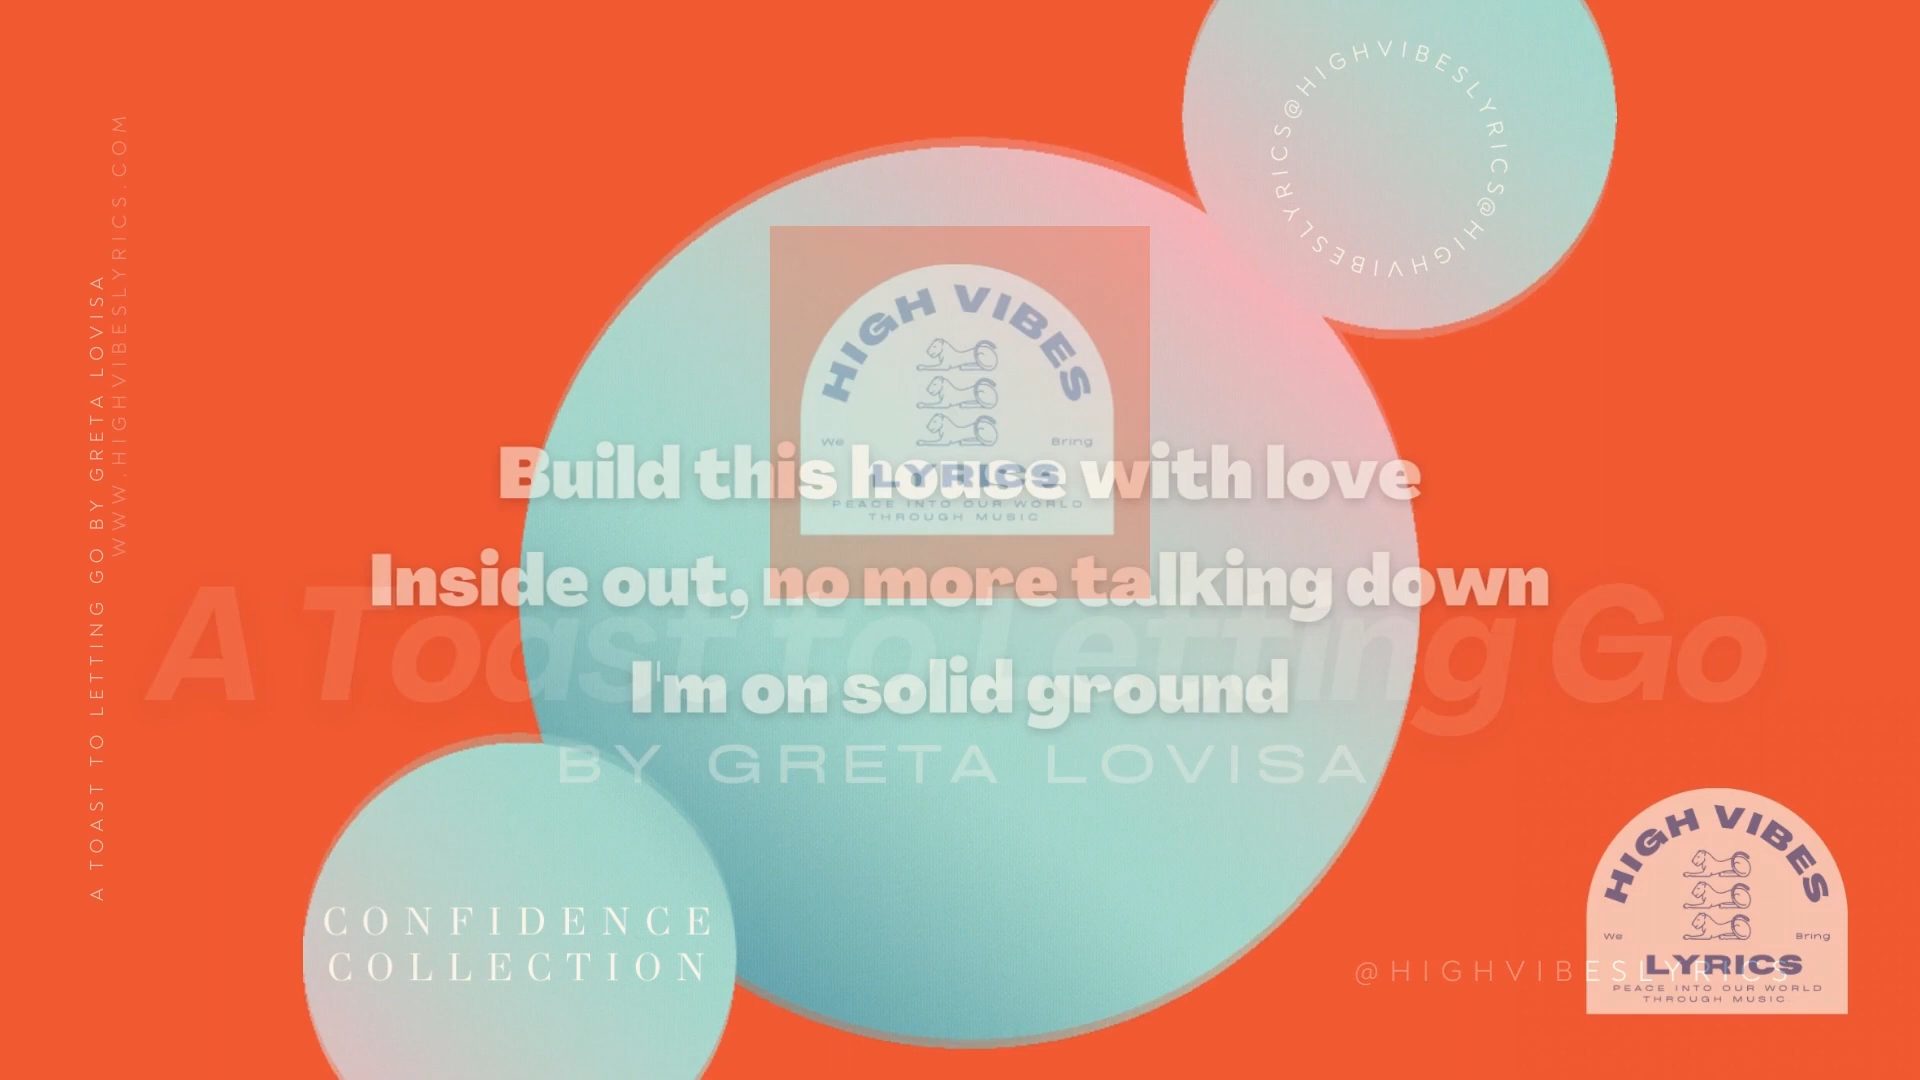 @HIGHVIBESLYRICS@HIGHVIBESLYRICS
WWW.HIGHVIBESLYRICS.COM
A TOAST TO LETTING GO BY GRETA LOVISA
HIGH VIBES
We Bring
LYRICS
PEACE INTO OUR WORLD
THROUGH MUSIC
Build this house with love
Inside out, no more talking down
A Toast to Letting Go
I'm on solid ground
BY GRETA LOVISA
CONFIDENCE
COLLECTION
@HIGHVIBESLYRICS
HIGH VIBES
We Bring
LYRICS
PEACE INTO OUR WORLD
THROUGH MUSIC.